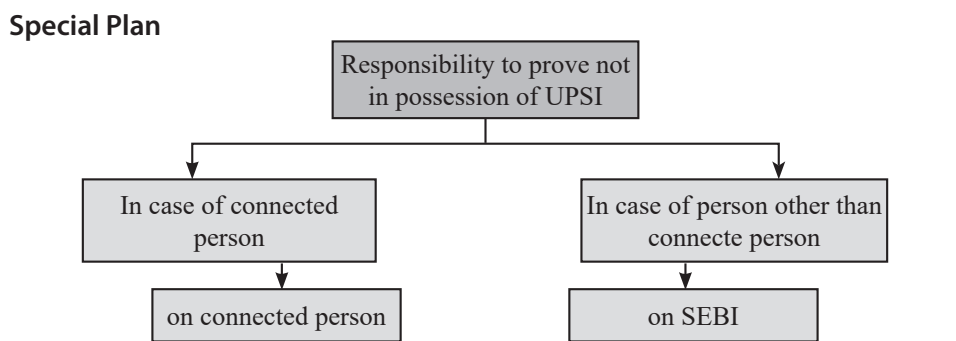 Special Plan
Responsibility to prove not
in possession of UPSI
In case of connected
person
In case of person other than
connecte person
on connected person
on SEBI